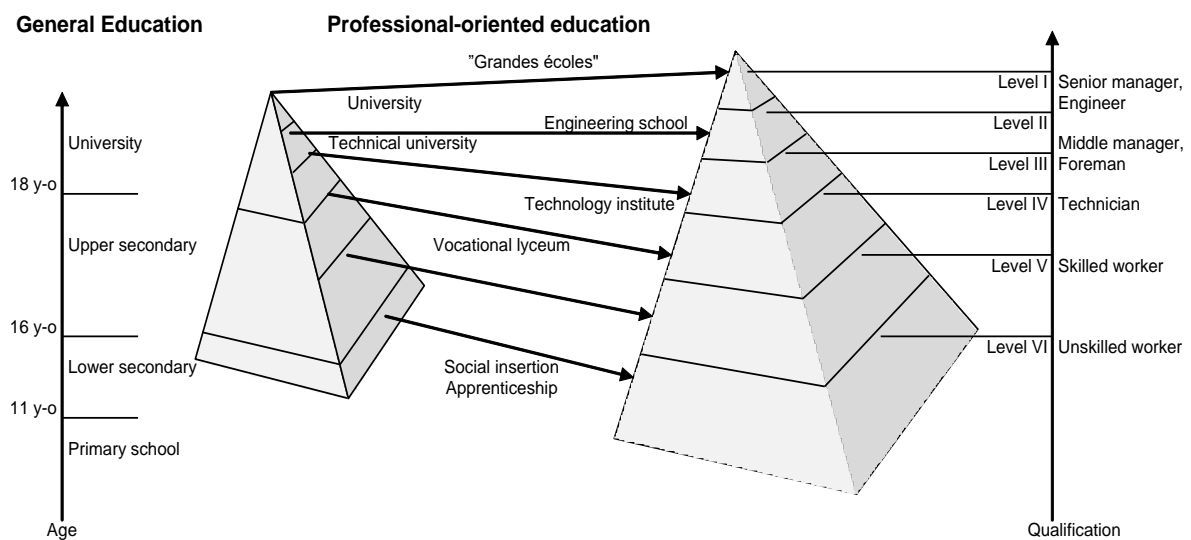 General Education
Professional-oriented education
”Grandes écoles"
University
Engineering school
Technical university
Technology institute
Vocational lyceum
Social insertion
Apprenticeship
University
18 y-o
Upper secondary
16 y-o
Lower secondary
11 y-o
Primary school
Age
Level I
Senior manager,
Engineer
Level II
Middle manager,
Foreman
Level III
Level IV
Technician
Level V
Skilled worker
Level VI
Unskilled worker
Qualification